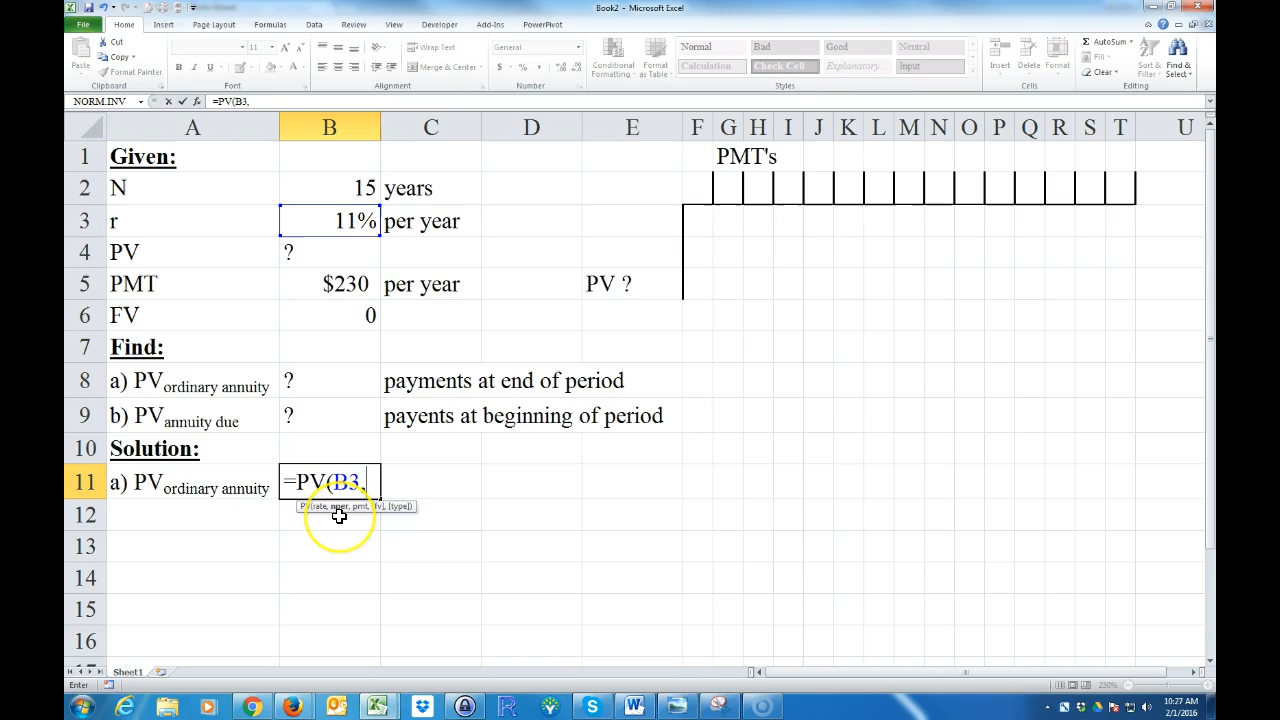 Book2 - Microsoft Excel
File Home Insert Page Layout Formulas Data Review View Developer Add-Ins PowerPivot
Cut
Copy
Format Painter
Paste
Clipboard
11
Font
Wrap Text
Merge & Center
Alignment
General
Number
Conditional Formatting
Format as Table
Normal Bad Good Neutral
Calculation Check Cell Explanatory... Input
Styles
Insert Delete Format
Cells
AutoSum
Fill
Clear
Sort & Filter
Find & Select
Editing
NORM.INV =PV(B3,
A B C D E F G H I J K L M N O P Q R S T U
1 Given: PMT's
2 N 15 years
3 r 11% per year
4 PV ?
5 PMT $230 per year PV ?
6 FV 0
7 Find:
8 a) PVordinary annuity ? payments at end of period
9 b) PVannuity due ? payents at beginning of period
10 Solution:
11 a) PVordinary annuity =PV(B3,
PV(rate, nper, pmt, [fv], [type])
12
13
14
15
16
Sheet1
Enter 230%
10:27 AM
2/1/2016